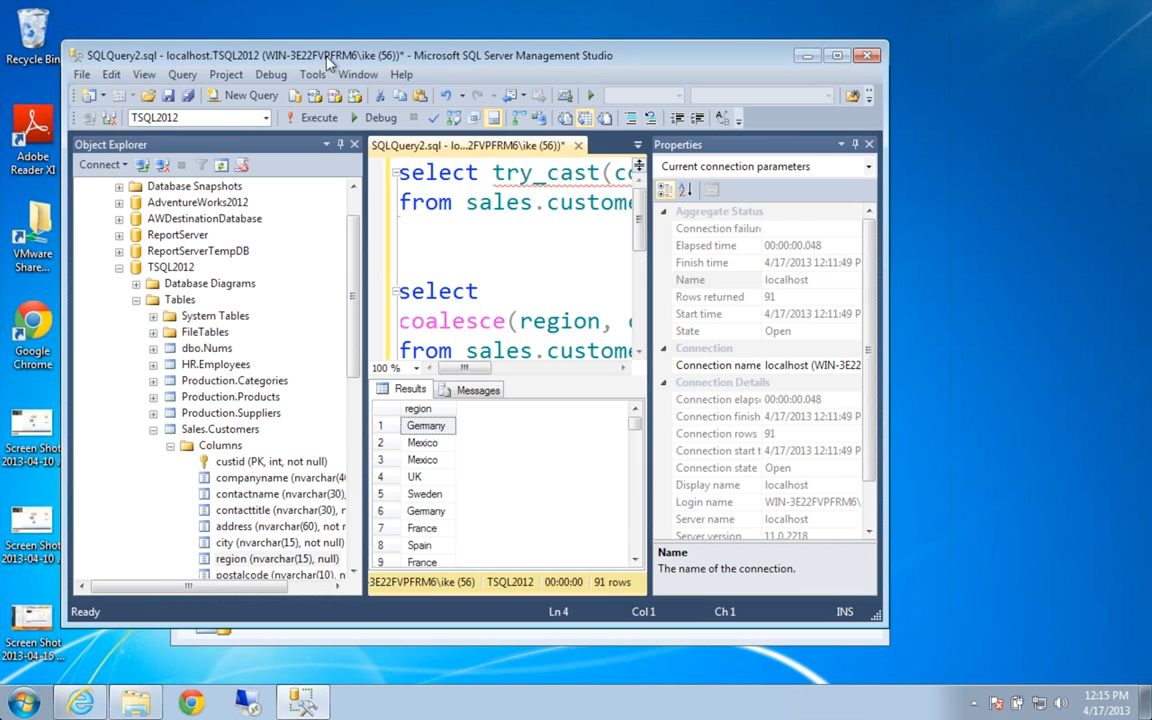 Recycle Bin
Adobe
Reader XI
VMware
Share...
Google
Chrome
Screen Shot
2013-04-10 ...
Screen Shot
2013-04-10 ...
Screen Shot
2013-04-16 ...
SQLQuery2.sql - localhost.TSQL2012 (WIN-3E22FVPFRM6\ike (56))* - Microsoft SQL Server Management Studio
File Edit View Query Project Debug Tools Window Help
New Query
TSQL2012 Execute Debug
Object Explorer
Connect
Database Snapshots
AdventureWorks2012
AWDestinationDatabase
ReportServer
ReportServerTempDB
TSQL2012
Database Diagrams
Tables
System Tables
FileTables
dbo.Nums
HR.Employees
Production.Categories
Production.Products
Production.Suppliers
Sales.Customers
Columns
custid (PK, int, not null)
companyname (nvarchar(4
contactname (nvarchar(30),
contacttitle (nvarchar(30),
address (nvarchar(60), not n
city (nvarchar(15), not null)
region (nvarchar(15), null)
postalcode (nvarchar(10), n
SQLQuery2.sql - lo...2FVPFRM6\ike (56))*
select try_cast(c
from sales.custome
select
coalesce(region, c
from sales.custome
100 %
Results Messages
region
1 Germany
2 Mexico
3 Mexico
4 UK
5 Sweden
6 Germany
7 France
8 Spain
9 France
-3E22FVPFRM6\ike (56) TSQL2012 00:00:00 91 rows
Properties
Current connection parameters
Aggregate Status
Connection failur
Elapsed time 00:00:00.048
Finish time 4/17/2013 12:11:49 P
Name localhost
Rows returned 91
Start time 4/17/2013 12:11:49 P
State Open
Connection
Connection name localhost (WIN-3E22
Connection Details
Connection elaps 00:00:00.048
Connection finish 4/17/2013 12:11:49 P
Connection rows 91
Connection start t 4/17/2013 12:11:49 P
Connection state Open
Display name localhost
Login name WIN-3E22FVPFRM6\
Server name localhost
Server version 11.0.2218
Name
The name of the connection.
Ready Ln 4 Col 1 Ch 1 INS
12:15 PM
4/17/2013